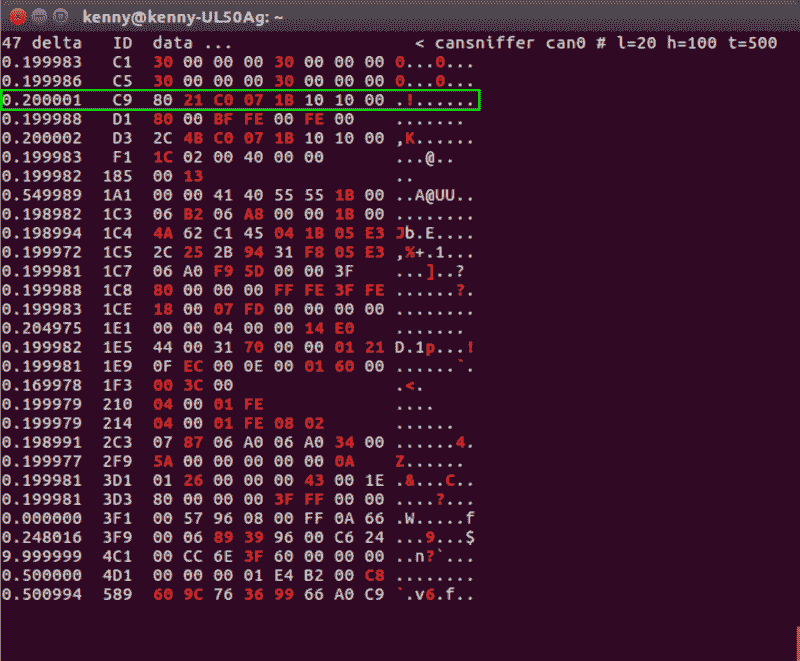 kenny@kenny-UL50Ag: ~
47 delta   ID  data ...                  < cansniffer can0 # l=20 h=100 t=500
0.199983   C1  30 00 00 00 30 00 00 00 0...0...
0.199986   C5  30 00 00 00 30 00 00 00 0...0...
0.200001   C9  80 21 C0 07 1B 10 10 00 .!......
0.199988   D1  80 00 BF FE 00 FE 00    .......
0.200002   D3  2C 4B C0 07 1B 10 10 00 ,K......
0.199983   F1  1C 02 00 40 00 00       ...@..
0.199982  185  00 13                   ..
0.549989  1A1  00 00 41 40 55 55 1B 00 ..A@UU..
0.198982  1C3  06 B2 06 A8 00 00 1B 00 ........
0.198994  1C4  4A 62 C1 45 04 1B 05 E3 Jb.E....
0.199972  1C5  2C 25 2B 94 31 F8 05 E3 ,%+.1...
0.199981  1C7  06 A0 F9 5D 00 00 3F    ...]..?
0.199988  1C8  80 00 00 00 FF FE 3F FE ......?.
0.199983  1CE  18 00 07 FD 00 00 00 00 ........
0.204975  1E1  00 00 04 00 00 14 E0    .......
0.199982  1E5  44 00 31 70 00 00 01 21 D.1p...!
0.199981  1E9  0F EC 00 0E 00 01 60 00 ......`.
0.169978  1F3  00 3C 00                .<.
0.199979  210  04 00 01 FE             ....
0.199979  214  04 00 01 FE 08 02       ......
0.198991  2C3  07 87 06 A0 06 A0 34 00 ......4.
0.199977  2F9  5A 00 00 00 00 00 0A    Z......
0.199981  3D1  01 26 00 00 00 43 00 1E .&...C..
0.199981  3D3  80 00 00 00 3F FF 00 00 ....?...
0.000000  3F1  00 57 96 08 00 FF 0A 66 .W.....f
0.248016  3F9  00 06 89 39 96 00 C6 24 ...9...$
9.999999  4C1  00 CC 6E 3F 60 00 00 00 ..n?`...
0.500000  4D1  00 00 00 01 E4 B2 00 C8 ........
0.500994  589  60 9C 76 36 99 66 A0 C9 `.v6.f..